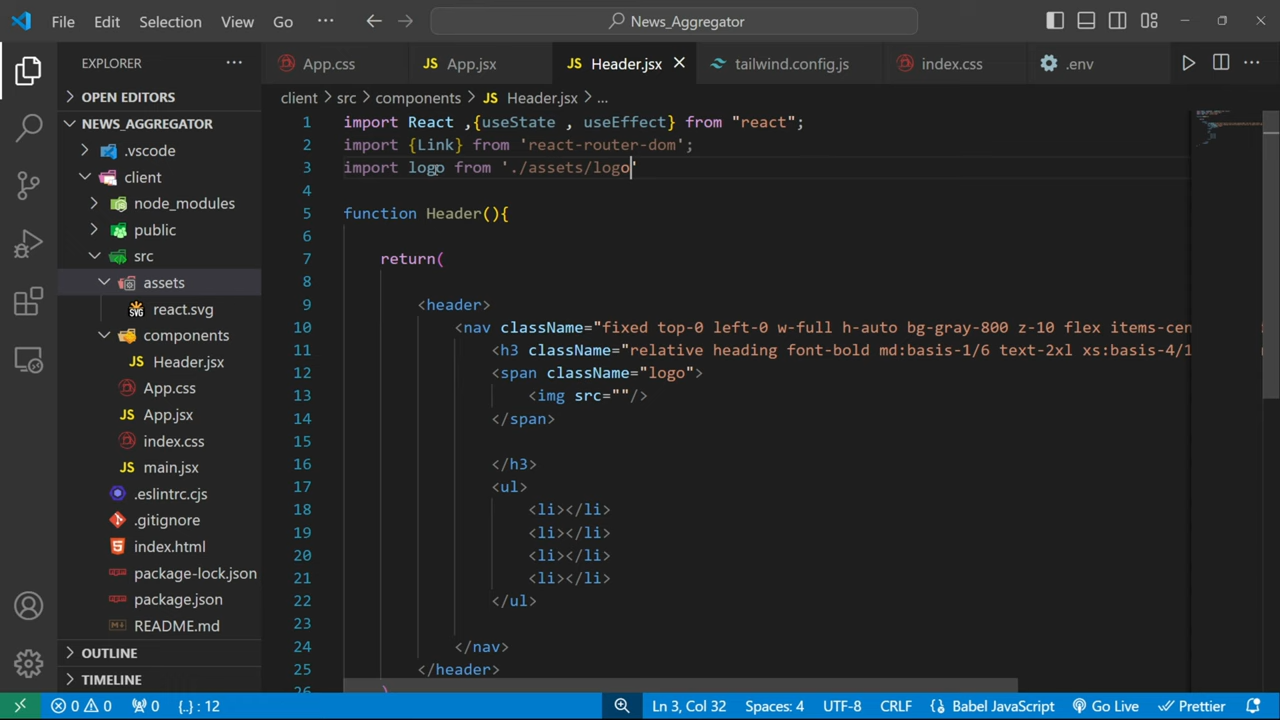 File Edit Selection View Go ··· News_Aggregator
EXPLORER ···
App.css
JS App.jsx
JS Header.jsx
tailwind.config.js
index.css
.env
OPEN EDITORS
client > src > components > JS Header.jsx > ...
NEWS_AGGREGATOR
.vscode
client
node_modules
public
src
assets
react.svg
components
JS Header.jsx
App.css
JS App.jsx
index.css
JS main.jsx
.eslintrc.cjs
.gitignore
index.html
package-lock.json
package.json
README.md
OUTLINE
TIMELINE
1 import React ,{useState , useEffect} from "react";
2 import {Link} from 'react-router-dom';
3 import logo from './assets/logo'
4
5 function Header(){
6
7 return(
8
9 <header>
10 <nav className="fixed top-0 left-0 w-full h-auto bg-gray-800 z-10 flex items-cen
11 <h3 className="relative heading font-bold md:basis-1/6 text-2xl xs:basis-4/1
12 <span className="logo">
13 <img src=""/>
14 </span>
15
16 </h3>
17 <ul>
18 <li></li>
19 <li></li>
20 <li></li>
21 <li></li>
22 </ul>
23
24 </nav>
25 </header>
26 )
0 0 0 {..} : 12 Ln 3, Col 32 Spaces: 4 UTF-8 CRLF Babel JavaScript Go Live Prettier